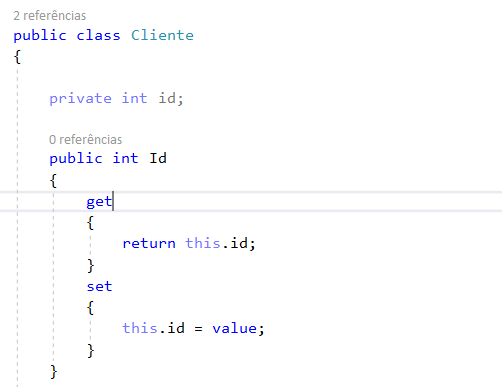 2 referências
public class Cliente
{
private int id;
0 referências
public int Id
{
get
{
return this.id;
}
set
{
this.id = value;
}
}